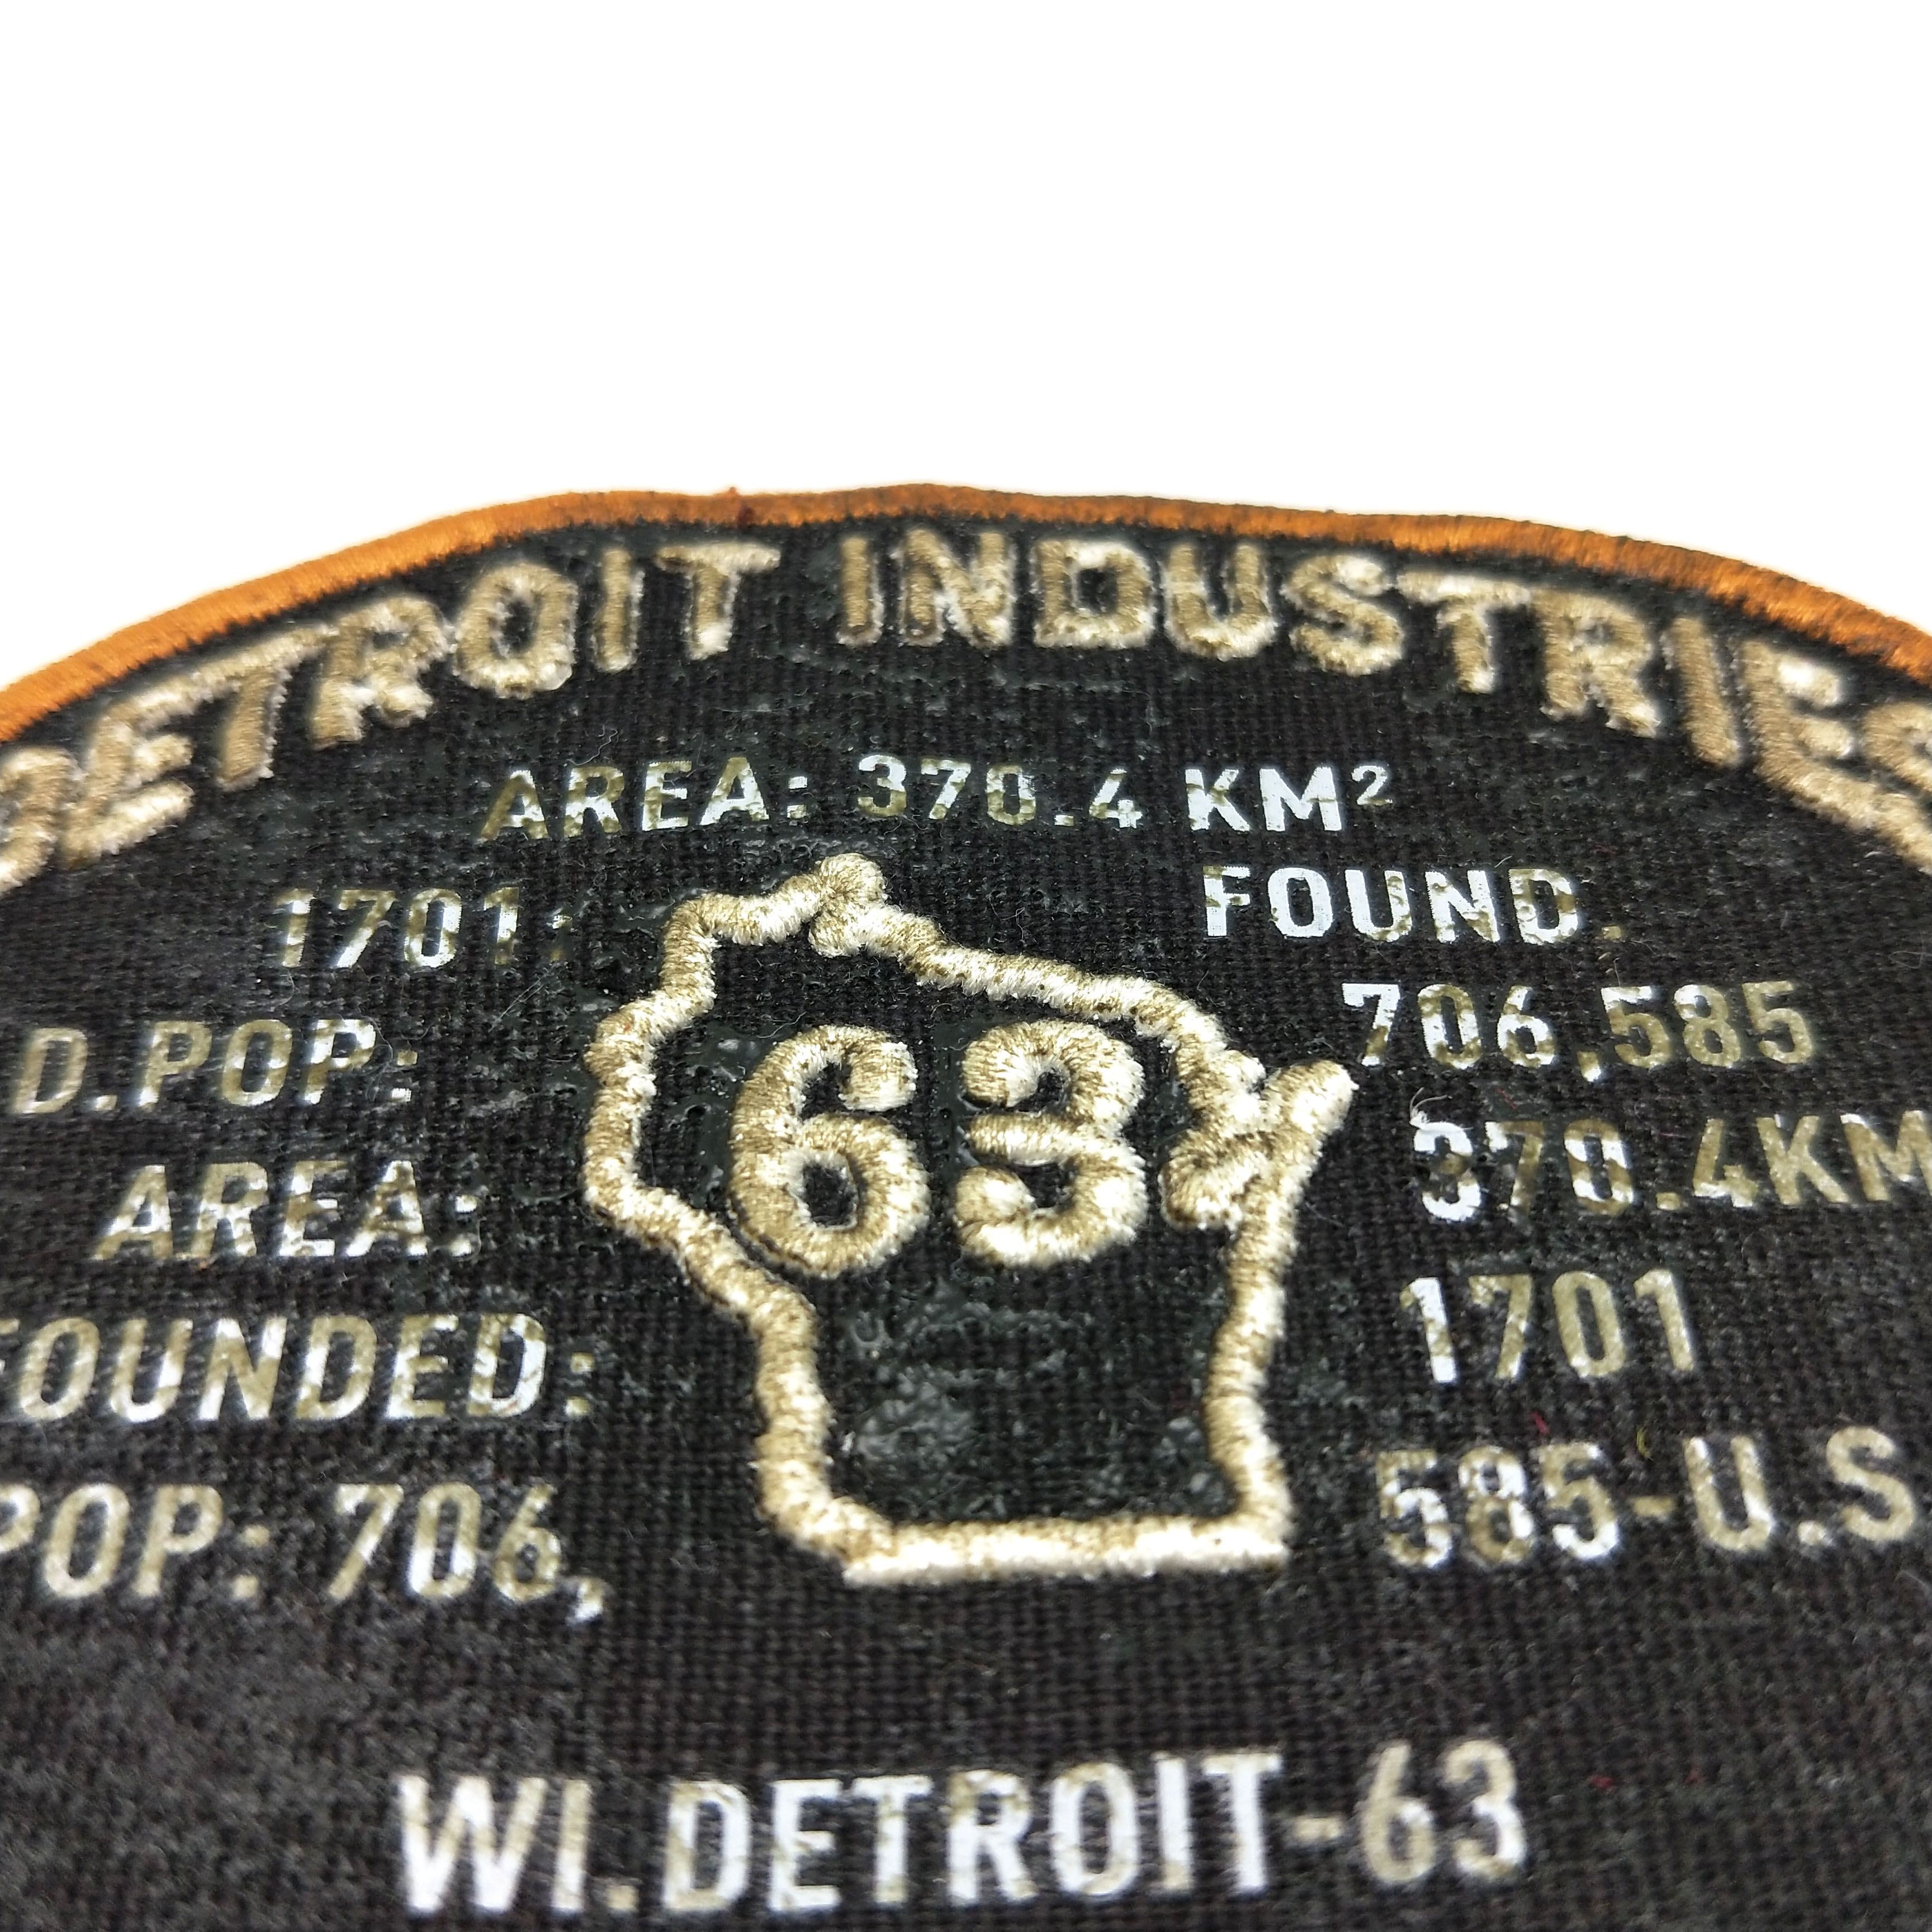 DETROIT INDUSTRIES
AREA: 370.4 KM²
1701: FOUND.
D.POP: 706,585
AREA: 63 370.4KM
FOUNDED: 1701
POP: 706, 585-U.S
WI.DETROIT-63